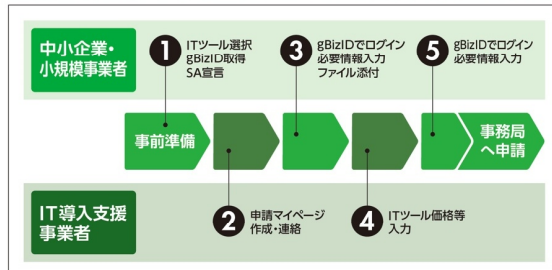 中小企業・
小規模事業者
1 ITツール選択
gBizID取得
SA宣言
3 gBizIDでログイン
必要情報入力
ファイル添付
5 gBizIDでログイン
必要情報入力
事前準備
事務局
へ申請
IT導入支援
事業者
2 申請マイページ
作成・連絡
4 ITツール価格等
入力